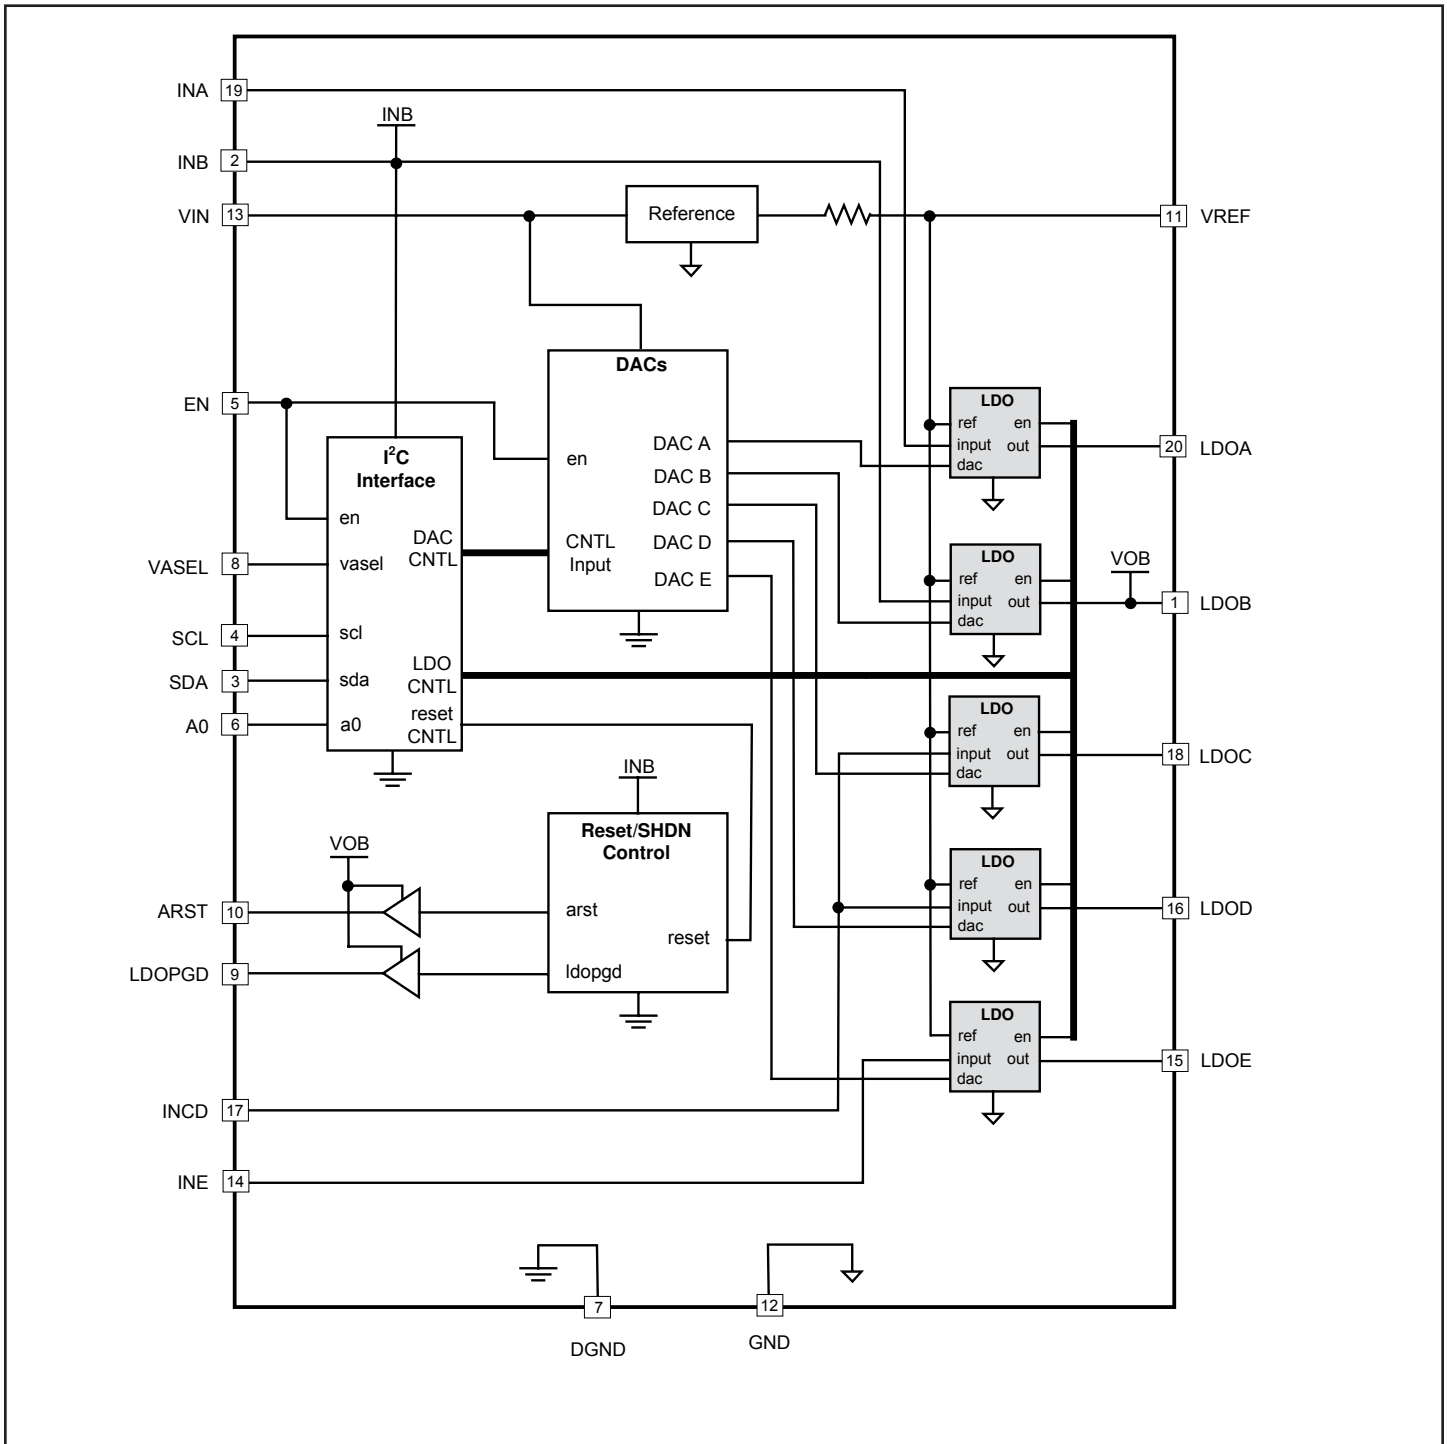 INA 19
INB
INB 2
VIN 13
Reference
11 VREF
DACs
EN 5
en
DAC A
DAC B
DAC C
DAC D
DAC E
CNTL
Input
I²C
Interface
en
vasel
scl
sda
a0
DAC
CNTL
LDO
CNTL
reset
CNTL
VASEL 8
SCL 4
SDA 3
A0 6
LDO
ref en
input out
dac
20 LDOA
LDO
ref en
input out
dac
VOB
1 LDOB
LDO
ref en
input out
dac
18 LDOC
LDO
ref en
input out
dac
16 LDOD
LDO
ref en
input out
dac
15 LDOE
INB
Reset/SHDN
Control
arst
reset
ldopgd
VOB
ARST 10
LDOPGD 9
INCD 17
INE 14
7
DGND
12
GND